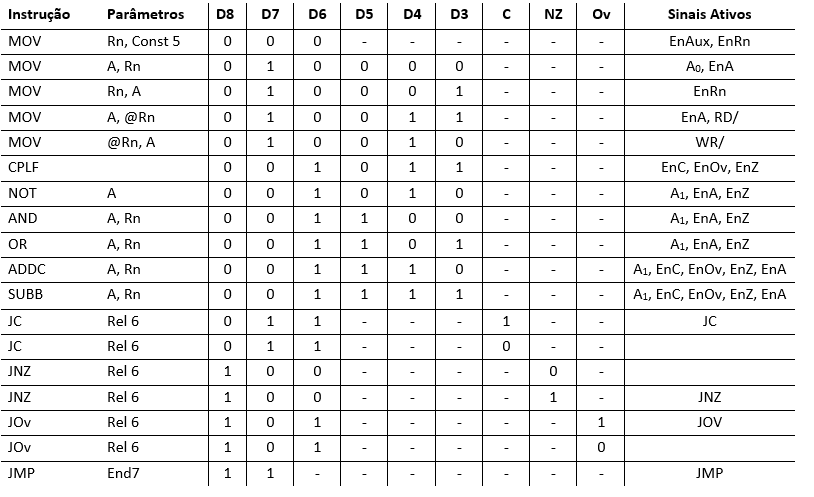 Instrução Parâmetros D8 D7 D6 D5 D4 D3 C NZ Ov Sinais Ativos
MOV Rn, Const 5 0 0 0 - - - - - - EnAux, EnRn
MOV A, Rn 0 1 0 0 0 0 - - - A₀, EnA
MOV Rn, A 0 1 0 0 0 1 - - - EnRn
MOV A, @Rn 0 1 0 0 1 1 - - - EnA, RD/
MOV @Rn, A 0 1 0 0 1 0 - - - WR/
CPLF 0 0 1 0 1 1 - - - EnC, EnOv, EnZ
NOT A 0 0 1 0 1 0 - - - A₁, EnA, EnZ
AND A, Rn 0 0 1 1 0 0 - - - A₁, EnA, EnZ
OR A, Rn 0 0 1 1 0 1 - - - A₁, EnA, EnZ
ADDC A, Rn 0 0 1 1 1 0 - - - A₁, EnC, EnOv, EnZ, EnA
SUBB A, Rn 0 0 1 1 1 1 - - - A₁, EnC, EnOv, EnZ, EnA
JC Rel 6 0 1 1 - - - 1 - - JC
JC Rel 6 0 1 1 - - - 0 - -
JNZ Rel 6 1 0 0 - - - - 0 -
JNZ Rel 6 1 0 0 - - - - 1 - JNZ
JOv Rel 6 1 0 1 - - - - - 1 JOV
JOv Rel 6 1 0 1 - - - - - 0
JMP End7 1 1 - - - - - - - JMP